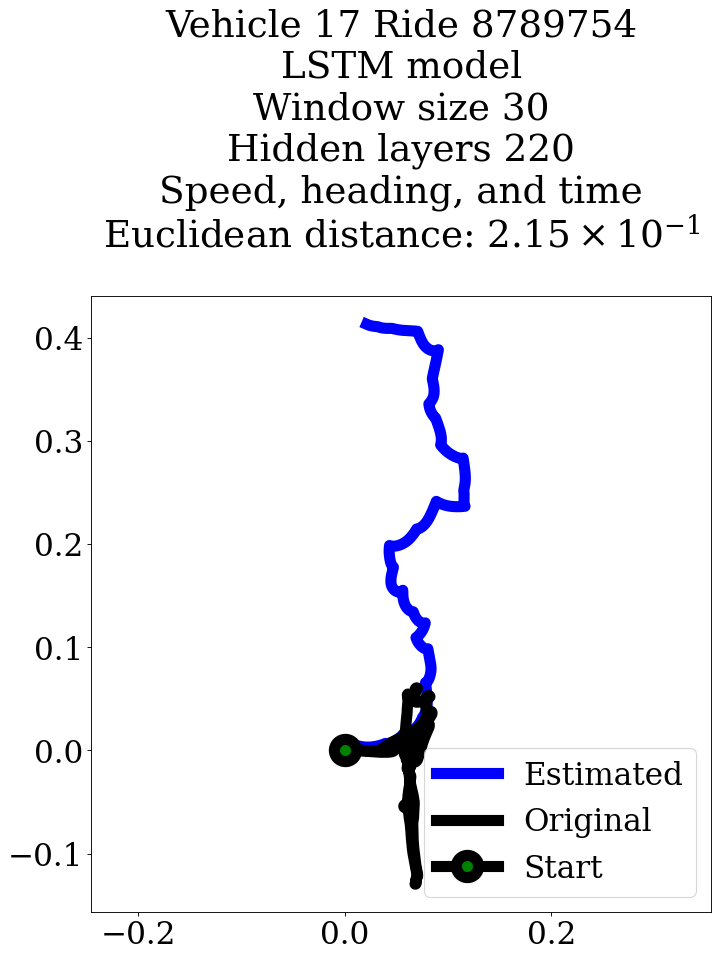 Vehicle 17 Ride 8789754
LSTM model
Window size 30
Hidden layers 220
Speed, heading, and time
Euclidean distance: 2.15 × 10⁻¹
0.4
0.3
0.2
0.1
0.0
−0.1
−0.2
0.0
0.2
Estimated
Original
Start